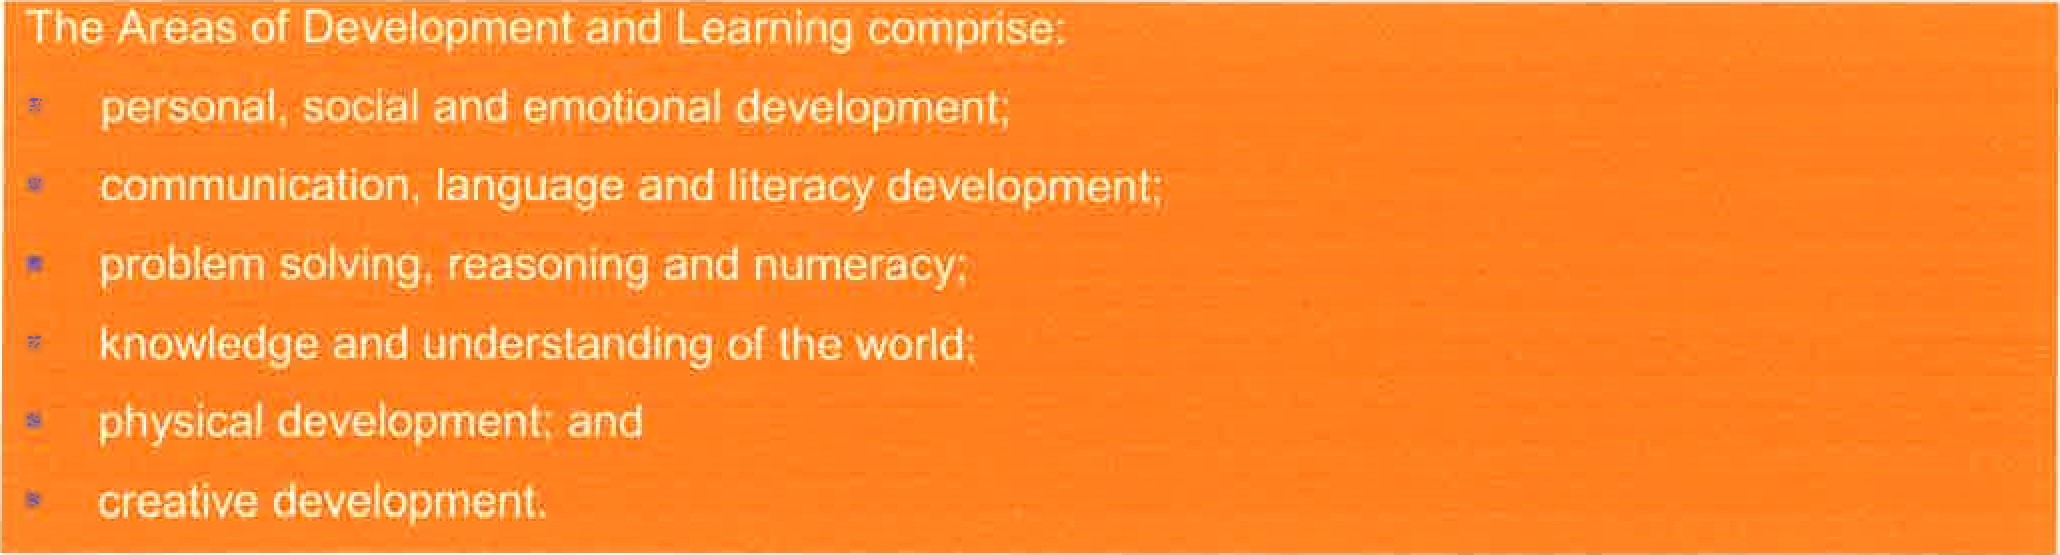 The Areas of Development and Learning comprise:
personal, social and emotional development;
communication, language and literacy development;
problem solving, reasoning and numeracy;
knowledge and understanding of the world;
physical development; and
creative development.